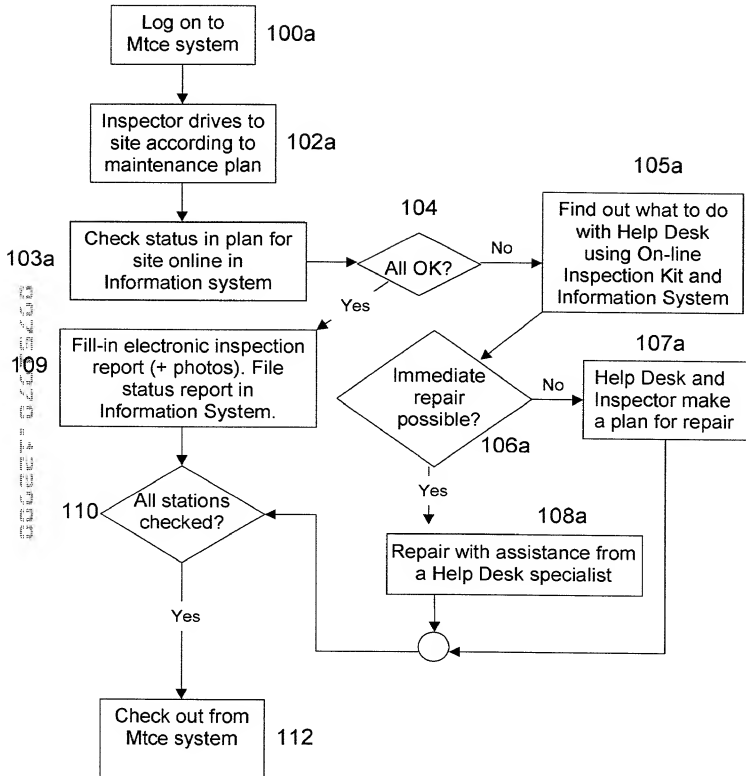 Log on to
Mtce system
100a
Inspector drives to
site according to
maintenance plan
102a
Check status in plan for
site online in
Information system
103a
104
All OK?
No
Yes
105a
Find out what to do
with Help Desk
using On-line
Inspection Kit and
Information System
109
Fill-in electronic inspection
report (+ photos). File
status report in
Information System.
Immediate
repair
possible?
106a
No
107a
Help Desk and
Inspector make
a plan for repair
Yes
108a
Repair with assistance from
a Help Desk specialist
110
All stations
checked?
Yes
Check out from
Mtce system
112